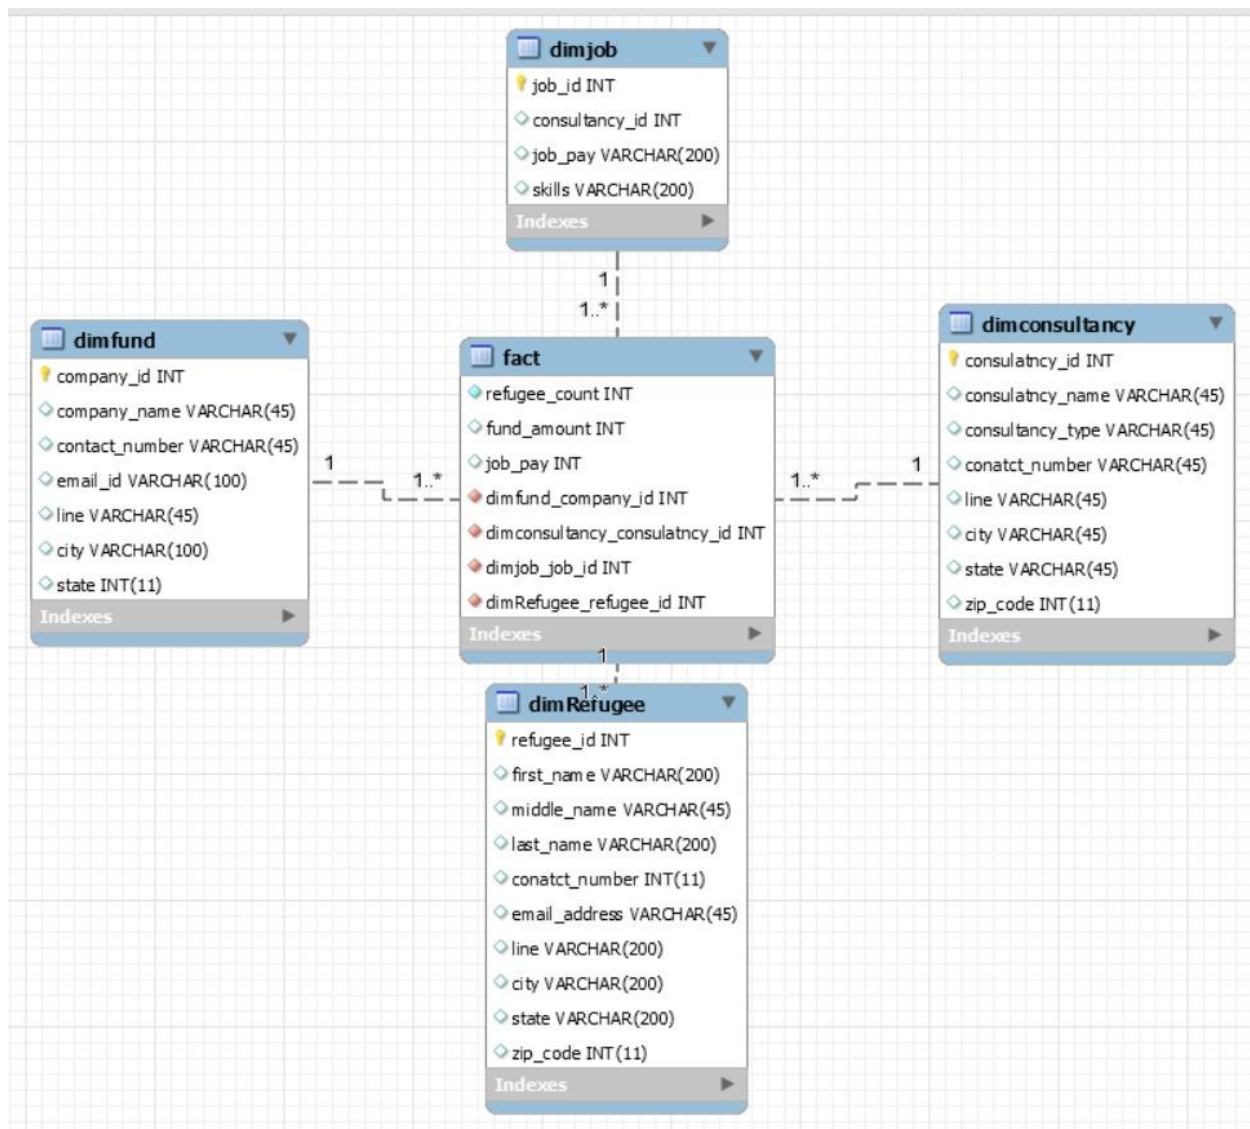 dimjob
job_id INT
consultancy_id INT
job_pay VARCHAR(200)
skills VARCHAR(200)
Indexes
1
1..*
dimfund
company_id INT
company_name VARCHAR(45)
contact_number VARCHAR(45)
email_id VARCHAR(100)
line VARCHAR(45)
city VARCHAR(100)
state INT(11)
Indexes
1
1..*
fact
refugee_count INT
fund_amount INT
job_pay INT
dimfund_company_id INT
dimconsultancy_consulatncy_id INT
dimjob_job_id INT
dimRefugee_refugee_id INT
Indexes
1..*
1
dimconsultancy
consulatncy_id INT
consulatncy_name VARCHAR(45)
consultancy_type VARCHAR(45)
conatct_number VARCHAR(45)
line VARCHAR(45)
city VARCHAR(45)
state VARCHAR(45)
zip_code INT(11)
Indexes
1
1..*
dimRefugee
refugee_id INT
first_name VARCHAR(200)
middle_name VARCHAR(45)
last_name VARCHAR(200)
conatct_number INT(11)
email_address VARCHAR(45)
line VARCHAR(200)
city VARCHAR(200)
state VARCHAR(200)
zip_code INT(11)
Indexes